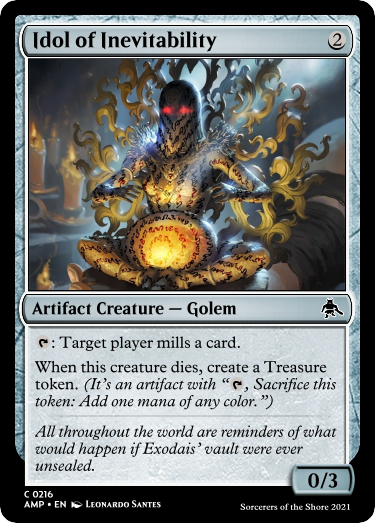 Idol of Inevitability 2
Artifact Creature — Golem
: Target player mills a card.
When this creature dies, create a Treasure
token. (It's an artifact with “, Sacrifice this
token: Add one mana of any color.”)
All throughout the world are reminders of what
would happen if Exodais' vault were ever
unsealed.
0/3
C 0216
AMP • EN Leonardo Santes
Sorcerers of the Shore 2021